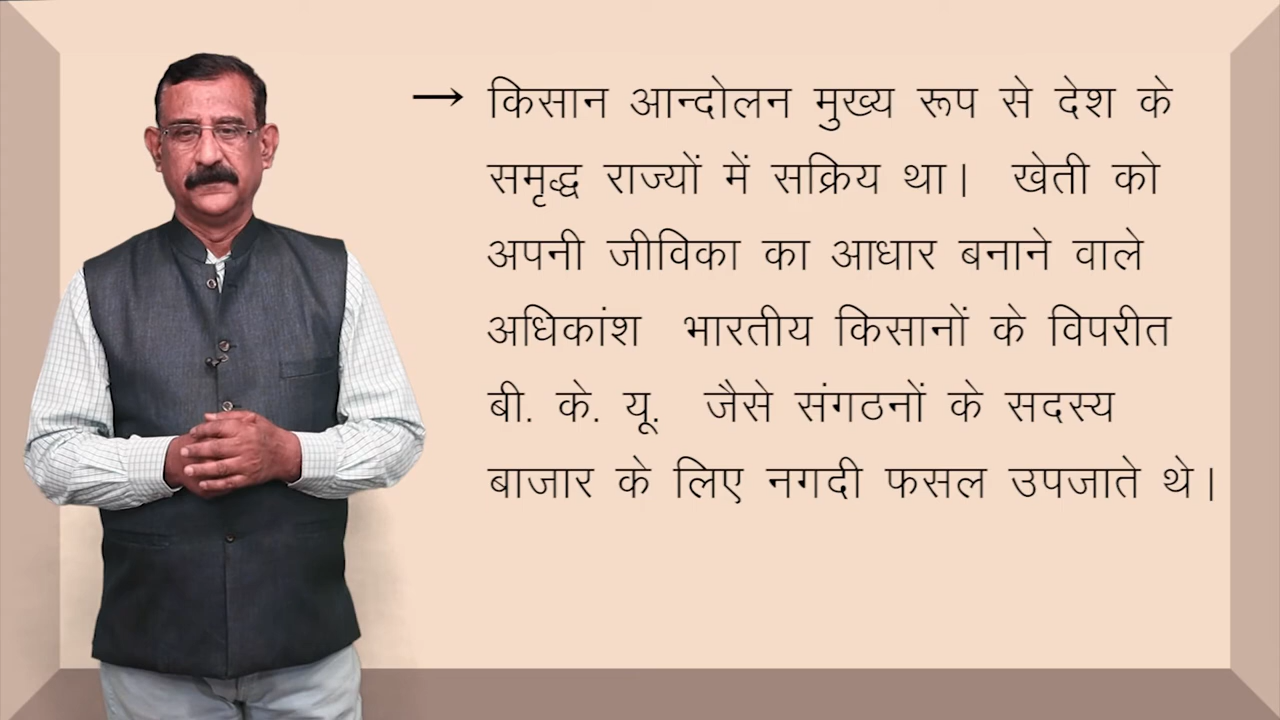 → किसान आन्दोलन मुख्य रूप से देश के
समृद्ध राज्यों में सक्रिय था। खेती को
अपनी जीविका का आधार बनाने वाले
अधिकांश भारतीय किसानों के विपरीत
बी. के. यू. जैसे संगठनों के सदस्य
बाजार के लिए नगदी फसल उपजाते थे।